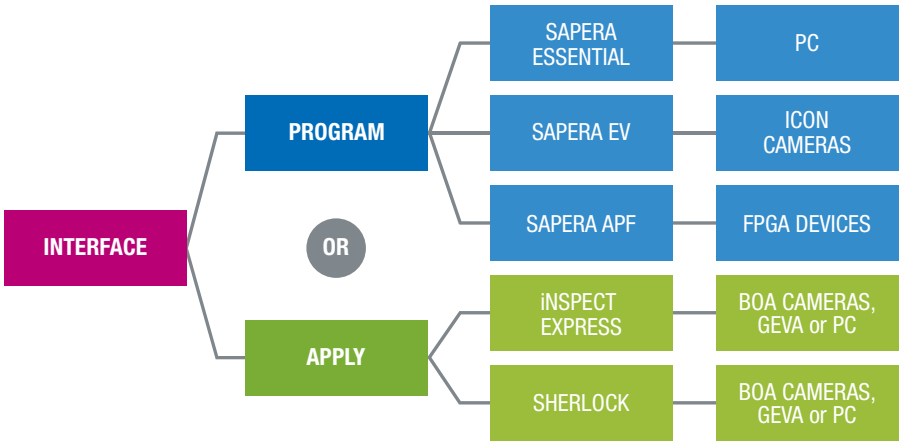 INTERFACE
PROGRAM
OR
APPLY
SAPERA
ESSENTIAL
PC
SAPERA EV
ICON
CAMERAS
SAPERA APF
FPGA DEVICES
iNSPECT
EXPRESS
BOA CAMERAS,
GEVA or PC
SHERLOCK
BOA CAMERAS,
GEVA or PC